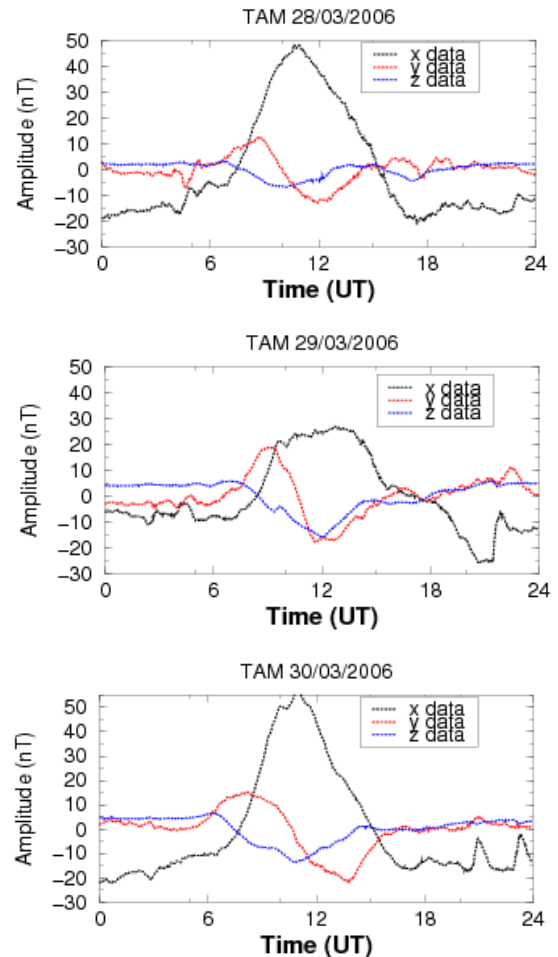 TAM 28/03/2006
Amplitude (nT)
50
40
30
20
10
0
−10
−20
−30
x data
y data
z data
0 6 12 18 24
Time (UT)
TAM 29/03/2006
Amplitude (nT)
50
40
30
20
10
0
−10
−20
−30
x data
y data
z data
0 6 12 18 24
Time (UT)
TAM 30/03/2006
Amplitude (nT)
50
40
30
20
10
0
−10
−20
−30
x data
y data
z data
0 6 12 18 24
Time (UT)